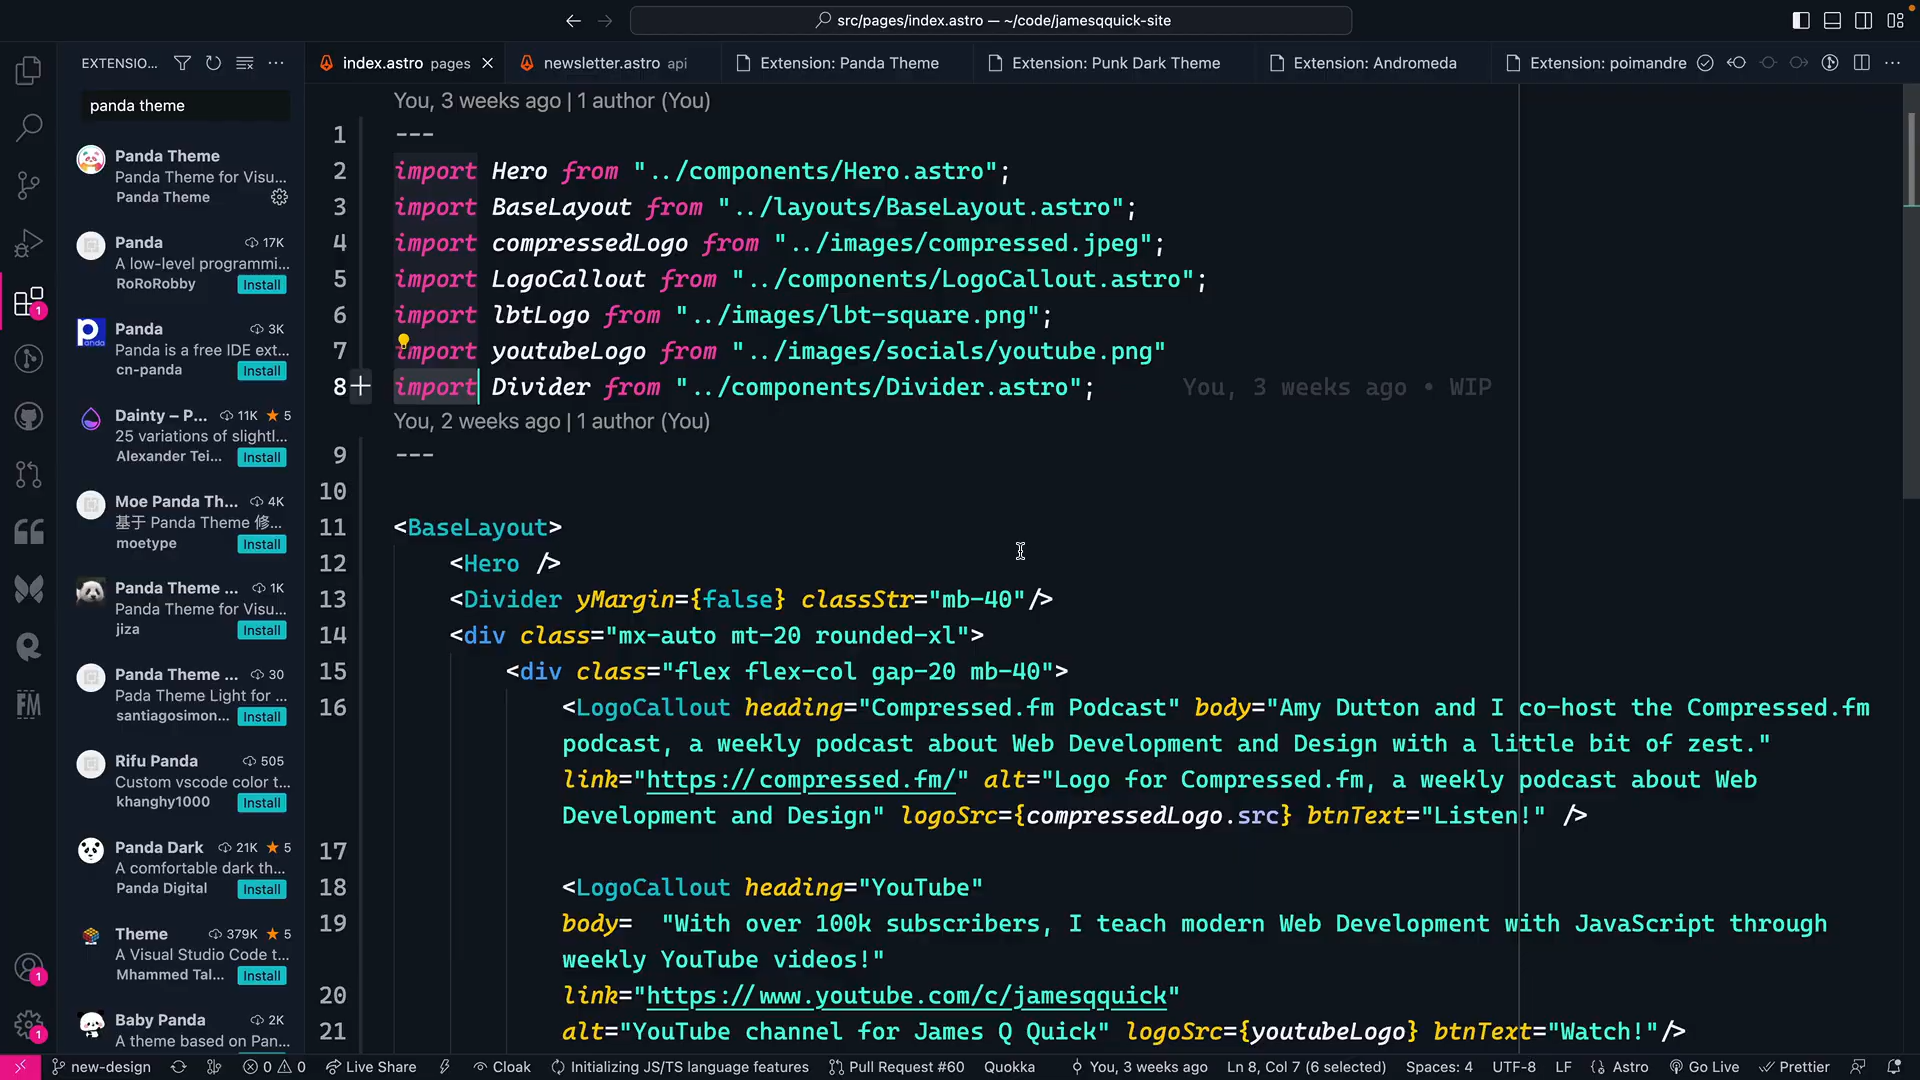 src/pages/index.astro — ~/code/jamesqquick-site
EXTENSIO...
index.astro pages
newsletter.astro api
Extension: Panda Theme
Extension: Punk Dark Theme
Extension: Andromeda
Extension: poimandre
panda theme
Panda Theme
Panda Theme for Visu...
Panda Theme
Panda 17K
A low-level programmi...
RoRoRobby Install
Panda 3K
Panda is a free IDE ext...
cn-panda Install
Dainty – P... 11K ★ 5
25 variations of slightl...
Alexander Tei... Install
Moe Panda Th... 4K
基于 Panda Theme 修...
moetype Install
Panda Theme ... 1K
Panda Theme for Visu...
jiza Install
Panda Theme ... 30
Pada Theme Light for ...
santiagosimon... Install
Rifu Panda 505
Custom vscode color t...
khanghy1000 Install
Panda Dark 21K ★ 5
A comfortable dark th...
Panda Digital Install
Theme 379K ★ 5
A Visual Studio Code t...
Mhammed Tal... Install
Baby Panda 2K
A theme based on Pan...
You, 3 weeks ago | 1 author (You)
1 ---
2 import Hero from "../components/Hero.astro";
3 import BaseLayout from "../layouts/BaseLayout.astro";
4 import compressedLogo from "../images/compressed.jpeg";
5 import LogoCallout from "../components/LogoCallout.astro";
6 import lbtLogo from "../images/lbt-square.png";
7 import youtubeLogo from "../images/socials/youtube.png"
8 import Divider from "../components/Divider.astro"; You, 3 weeks ago • WIP
You, 2 weeks ago | 1 author (You)
9 ---
10
11 <BaseLayout>
12 <Hero />
13 <Divider yMargin={false} classStr="mb-40"/>
14 <div class="mx-auto mt-20 rounded-xl">
15 <div class="flex flex-col gap-20 mb-40">
16 <LogoCallout heading="Compressed.fm Podcast" body="Amy Dutton and I co-host the Compressed.fm
podcast, a weekly podcast about Web Development and Design with a little bit of zest."
link="https://compressed.fm/" alt="Logo for Compressed.fm, a weekly podcast about Web
Development and Design" logoSrc={compressedLogo.src} btnText="Listen!" />
17
18 <LogoCallout heading="YouTube"
19 body= "With over 100k subscribers, I teach modern Web Development with JavaScript through
weekly YouTube videos!"
20 link="https://www.youtube.com/c/jamesqquick"
21 alt="YouTube channel for James Q Quick" logoSrc={youtubeLogo} btnText="Watch!"/>
1
1
1
FM
new-design 0 0 Live Share Cloak Initializing JS/TS language features Pull Request #60 Quokka You, 3 weeks ago Ln 8, Col 7 (6 selected) Spaces: 4 UTF-8 LF {} Astro Go Live Prettier